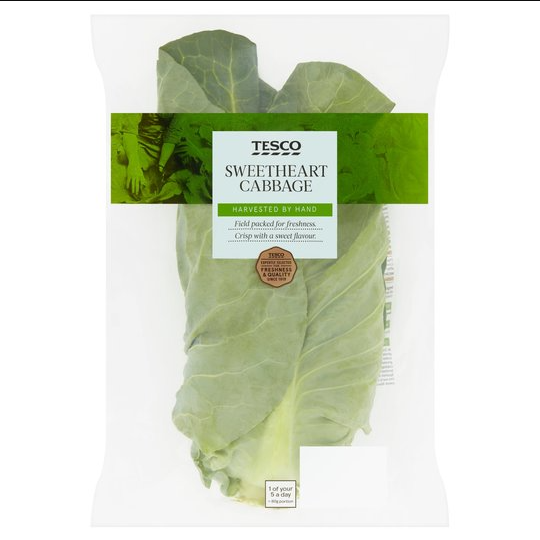 TESCO
SWEETHEART
CABBAGE
HARVESTED BY HAND
Field packed for freshness.
Crisp with a sweet flavour.
TESCO
FRESHNESS
& QUALITY
1 of your
5 a day